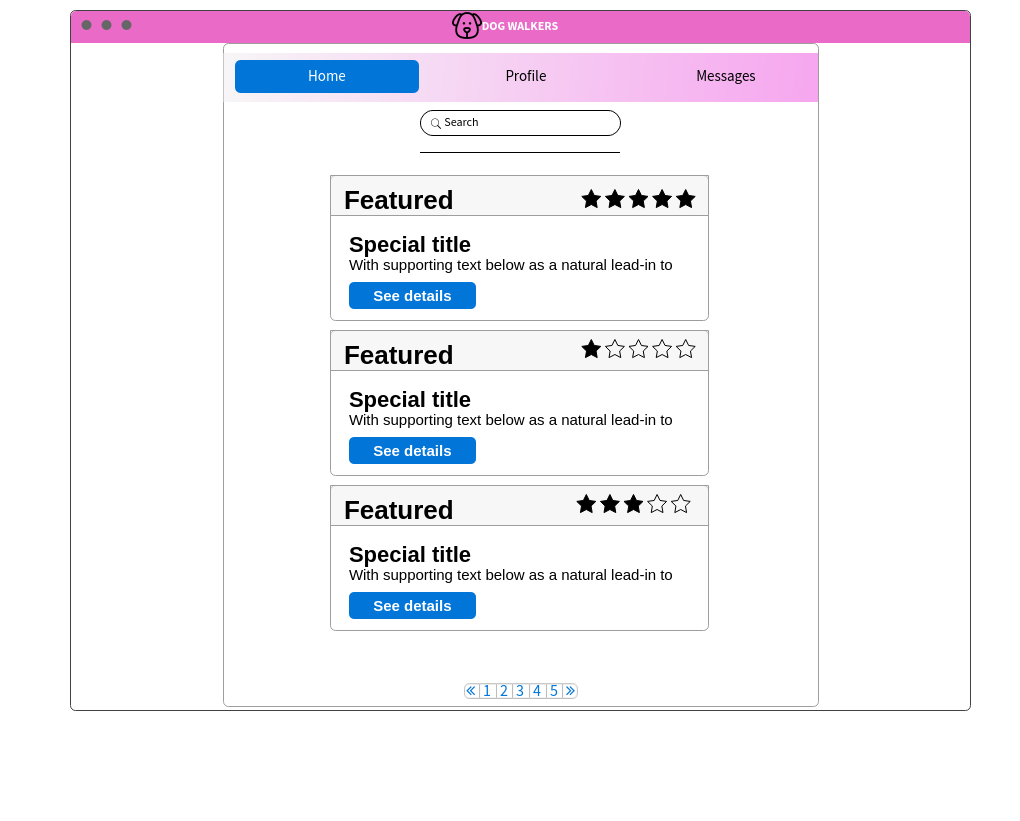 DOG WALKERS
Home Profile Messages
Search
Featured
Special title
With supporting text below as a natural lead-in to
See details
Featured
Special title
With supporting text below as a natural lead-in to
See details
Featured
Special title
With supporting text below as a natural lead-in to
See details
« 1 2 3 4 5 »